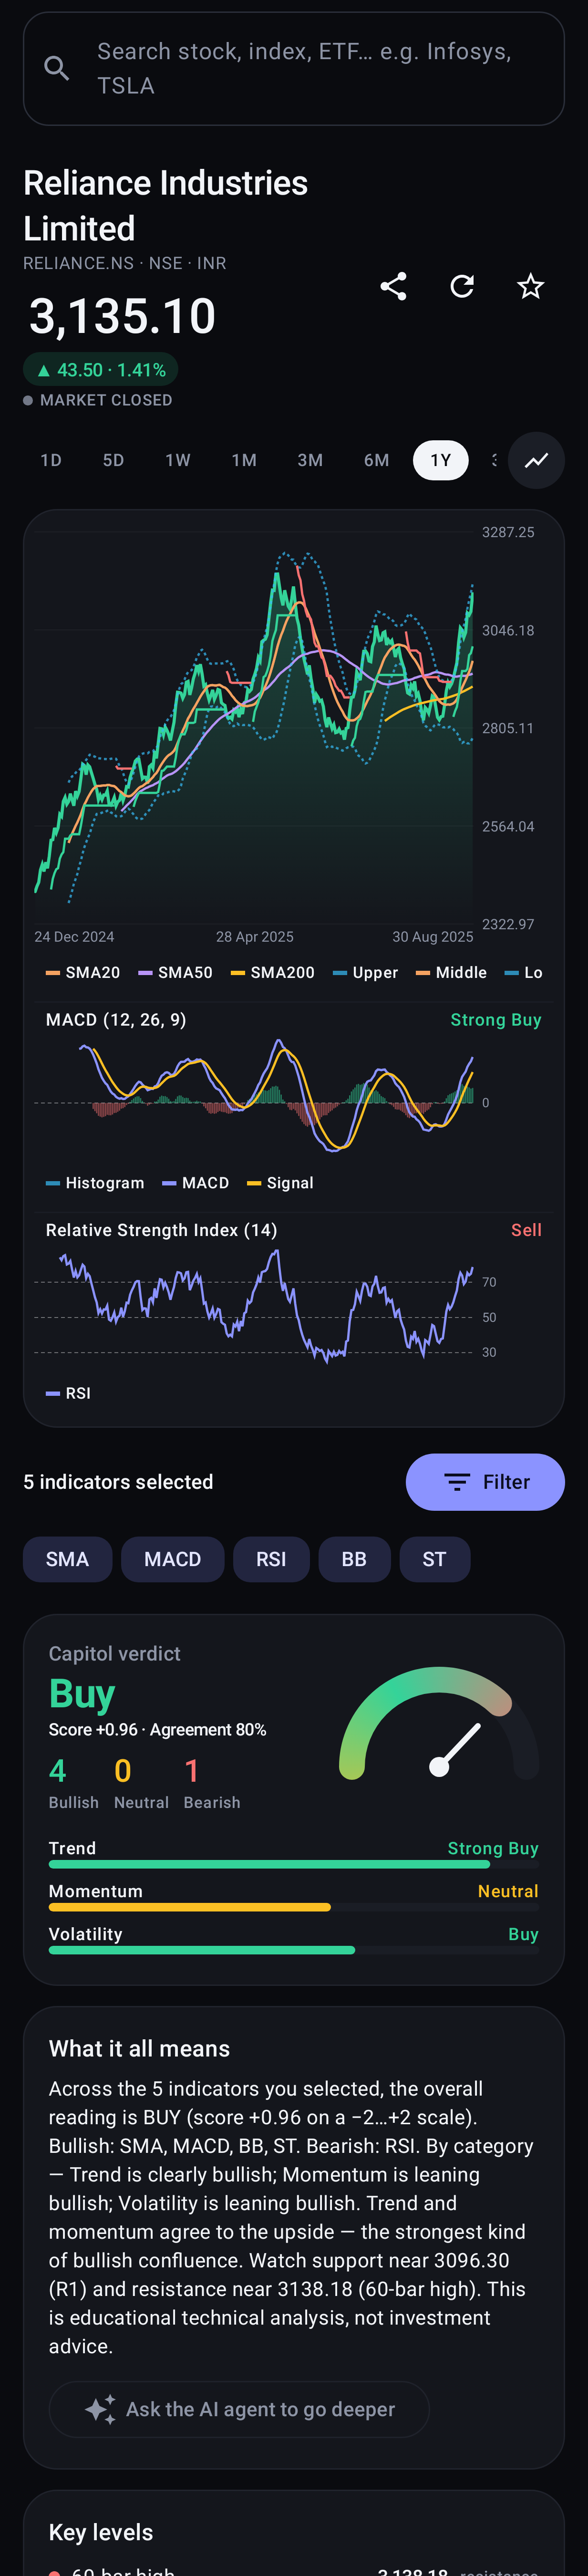 Search stock, index, ETF… e.g. Infosys,
TSLA
Reliance Industries
Limited
RELIANCE.NS · NSE · INR
3,135.10
▲ 43.50 · 1.41%
MARKET CLOSED
1D 5D 1W 1M 3M 6M 1Y
3287.25
3046.18
2805.11
2564.04
2322.97
24 Dec 2024 28 Apr 2025 30 Aug 2025
SMA20 SMA50 SMA200 Upper Middle Lo
MACD (12, 26, 9) Strong Buy
0
Histogram MACD Signal
Relative Strength Index (14) Sell
70
50
30
RSI
5 indicators selected
Filter
SMA MACD RSI BB ST
Capitol verdict
Buy
Score +0.96 · Agreement 80%
4 0 1
Bullish Neutral Bearish
Trend Strong Buy
Momentum Neutral
Volatility Buy
What it all means
Across the 5 indicators you selected, the overall
reading is BUY (score +0.96 on a −2…+2 scale).
Bullish: SMA, MACD, BB, ST. Bearish: RSI. By category
— Trend is clearly bullish; Momentum is leaning
bullish; Volatility is leaning bullish. Trend and
momentum agree to the upside — the strongest kind
of bullish confluence. Watch support near 3096.30
(R1) and resistance near 3138.18 (60-bar high). This
is educational technical analysis, not investment
advice.
Ask the AI agent to go deeper
Key levels
60-bar high 3,138.18 resistance